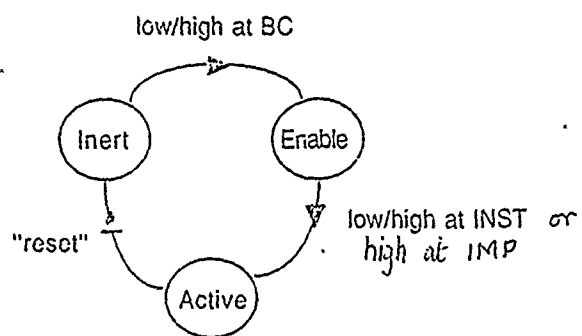 low/high at BC
Inert
Enable
low/high at INST or
high at IMP
"reset"
Active